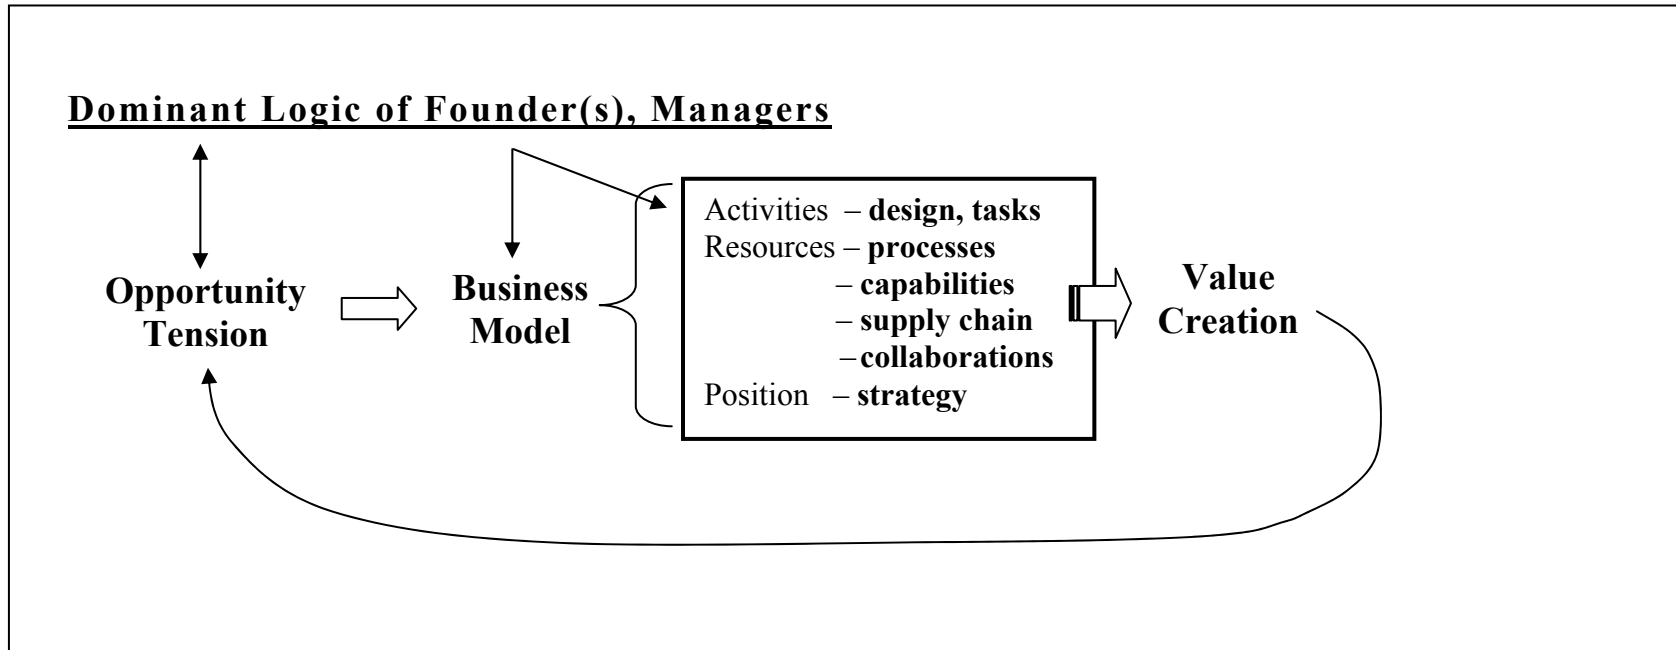 Dominant Logic of Founder(s), Managers
Opportunity
Tension
Business
Model
Activities – design, tasks
Resources – processes
– capabilities
– supply chain
– collaborations
Position – strategy
Value
Creation